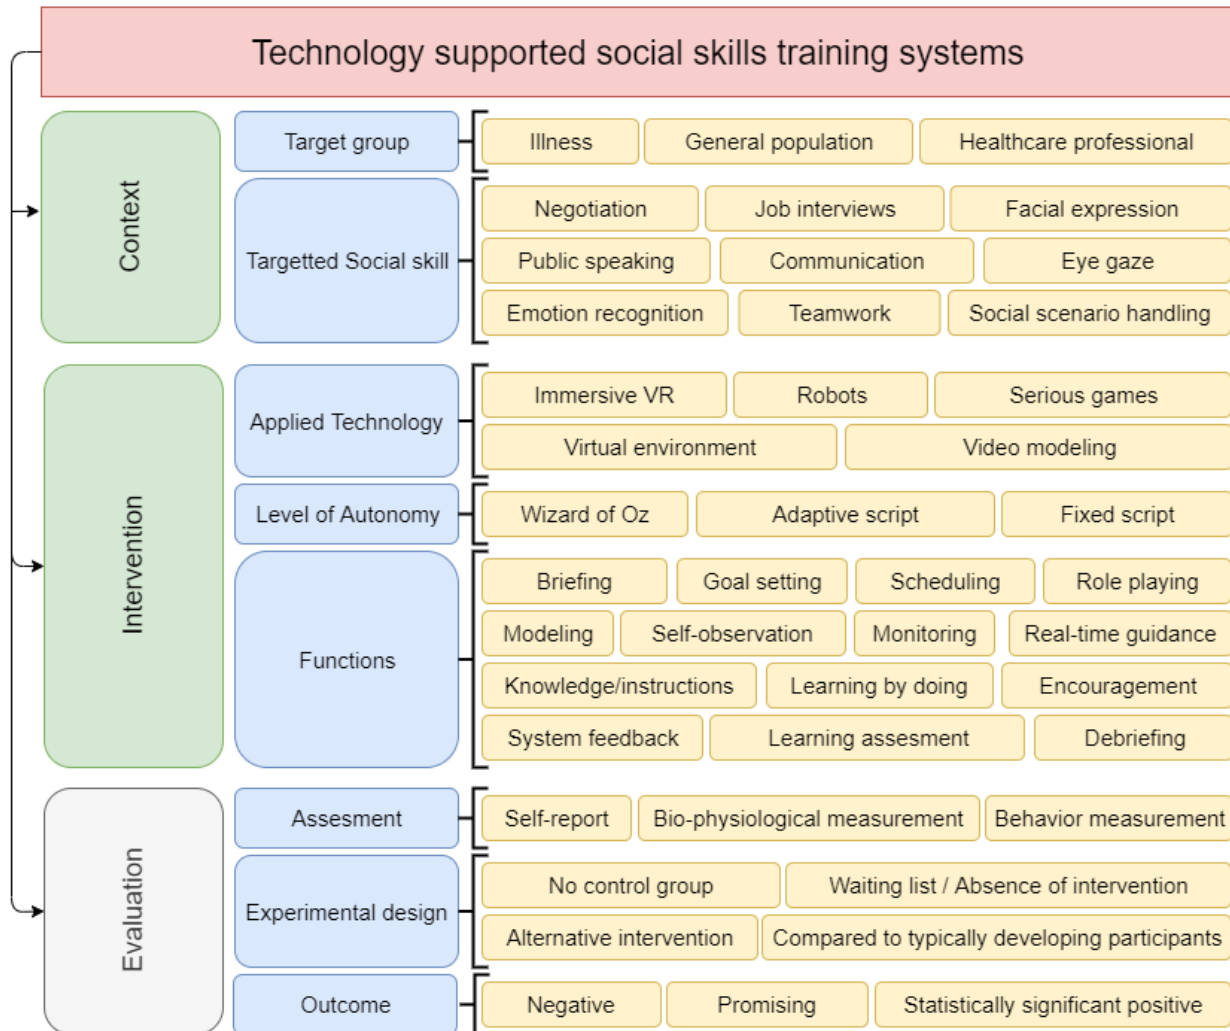 Technology supported social skills training systems
Context
Target group
Illness
General population
Healthcare professional
Targetted Social skill
Negotiation
Job interviews
Facial expression
Public speaking
Communication
Eye gaze
Emotion recognition
Teamwork
Social scenario handling
Intervention
Applied Technology
Immersive VR
Robots
Serious games
Virtual environment
Video modeling
Level of Autonomy
Wizard of Oz
Adaptive script
Fixed script
Functions
Briefing
Goal setting
Scheduling
Role playing
Modeling
Self-observation
Monitoring
Real-time guidance
Knowledge/instructions
Learning by doing
Encouragement
System feedback
Learning assesment
Debriefing
Evaluation
Assesment
Self-report
Bio-physiological measurement
Behavior measurement
Experimental design
No control group
Waiting list / Absence of intervention
Alternative intervention
Compared to typically developing participants
Outcome
Negative
Promising
Statistically significant positive